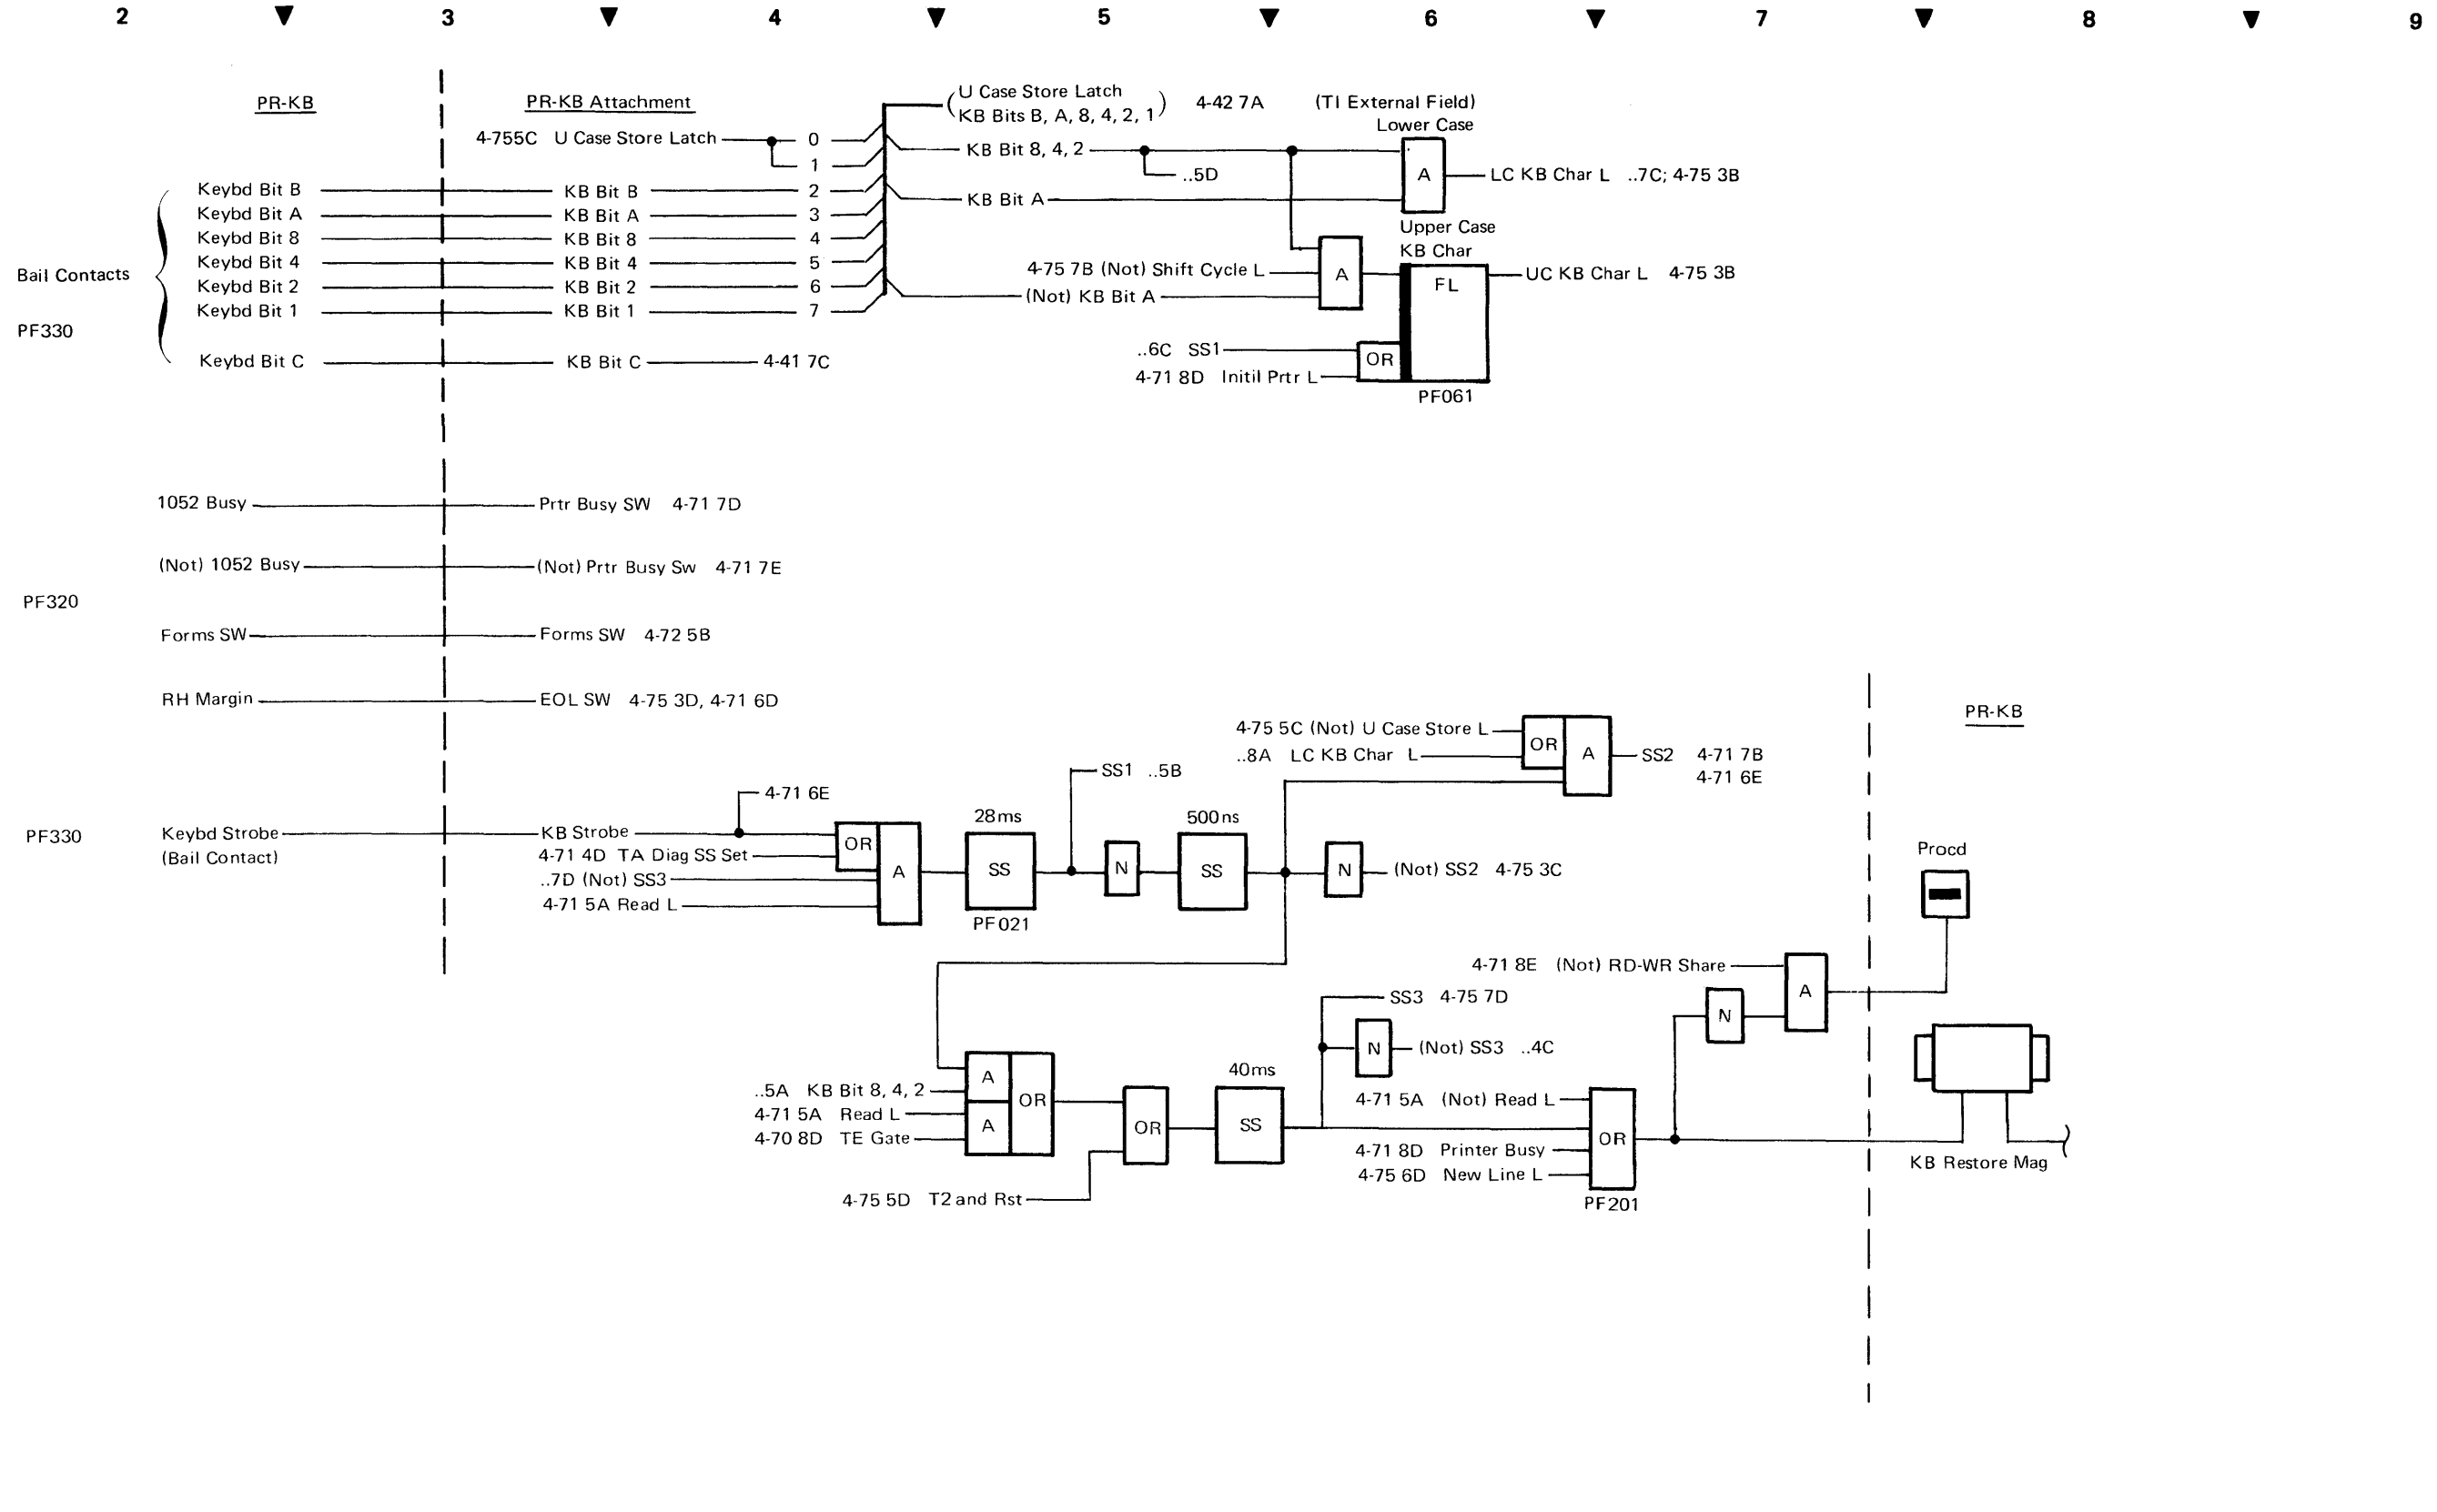 2 3 4 5 6 7 8 9
PR-KB
PR-KB Attachment
(U Case Store Latch
KB Bits B, A, 8, 4, 2, 1)
4-42 7A
(TI External Field)
Lower Case
4-755C U Case Store Latch
0
1
KB Bit 8, 4, 2
..5D
A
LC KB Char L ..7C; 4-75 3B
KB Bit A
Keybd Bit B KB Bit B 2
Keybd Bit A KB Bit A 3
Keybd Bit 8 KB Bit 8 4
Keybd Bit 4 KB Bit 4 5
Keybd Bit 2 KB Bit 2 6
Keybd Bit 1 KB Bit 1 7
Bail Contacts
PF330
Keybd Bit C KB Bit C 4-41 7C
Upper Case
KB Char
4-75 7B (Not) Shift Cycle L
(Not) KB Bit A
A
FL
UC KB Char L 4-75 3B
..6C SS1
4-71 8D Initil Prtr L
OR
PF061
1052 Busy Prtr Busy SW 4-71 7D
(Not) 1052 Busy (Not) Prtr Busy Sw 4-71 7E
PF320
Forms SW Forms SW 4-72 5B
RH Margin EOL SW 4-75 3D, 4-71 6D
PR-KB
4-75 5C (Not) U Case Store L
..8A LC KB Char L
OR
A
SS2 4-71 7B
4-71 6E
SS1 ..5B
4-71 6E
28ms
500ns
PF330
Keybd Strobe
(Bail Contact)
KB Strobe
4-71 4D TA Diag SS Set
..7D (Not) SS3
4-71 5A Read L
OR
A
SS
PF021
N
SS
N
(Not) SS2 4-75 3C
Procd
4-71 8E (Not) RD-WR Share
A
N
SS3 4-75 7D
N
(Not) SS3 ..4C
40ms
..5A KB Bit 8, 4, 2
4-71 5A Read L
4-70 8D TE Gate
A
A
OR
OR
SS
4-71 5A (Not) Read L
4-71 8D Printer Busy
4-75 6D New Line L
OR
PF201
4-75 5D T2 and Rst
KB Restore Mag